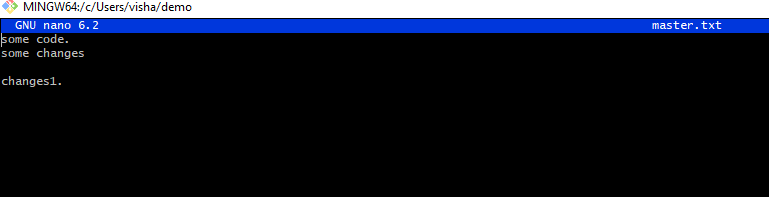 MINGW64:/c/Users/visha/demo
GNU nano 6.2 master.txt
some code.
some changes
changes1.